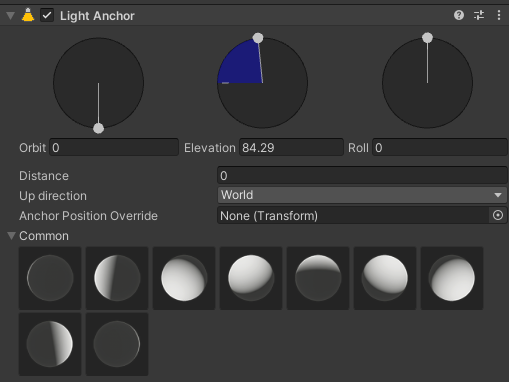 Light Anchor
Orbit 0 Elevation 84.29 Roll 0
Distance 0
Up direction World
Anchor Position Override None (Transform)
Common